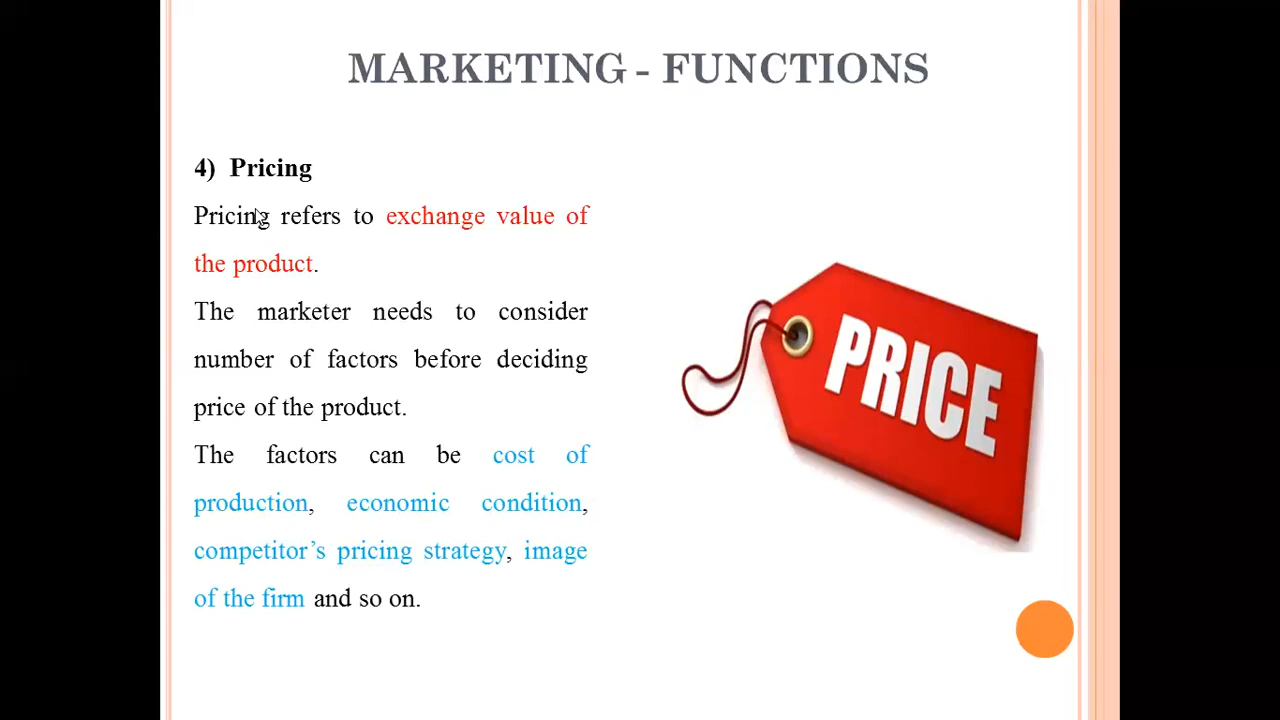 MARKETING - FUNCTIONS
4) Pricing
Pricing refers to exchange value of
the product.
The marketer needs to consider
number of factors before deciding
price of the product.
The factors can be cost of
production, economic condition,
competitor’s pricing strategy, image
of the firm and so on.
PRICE